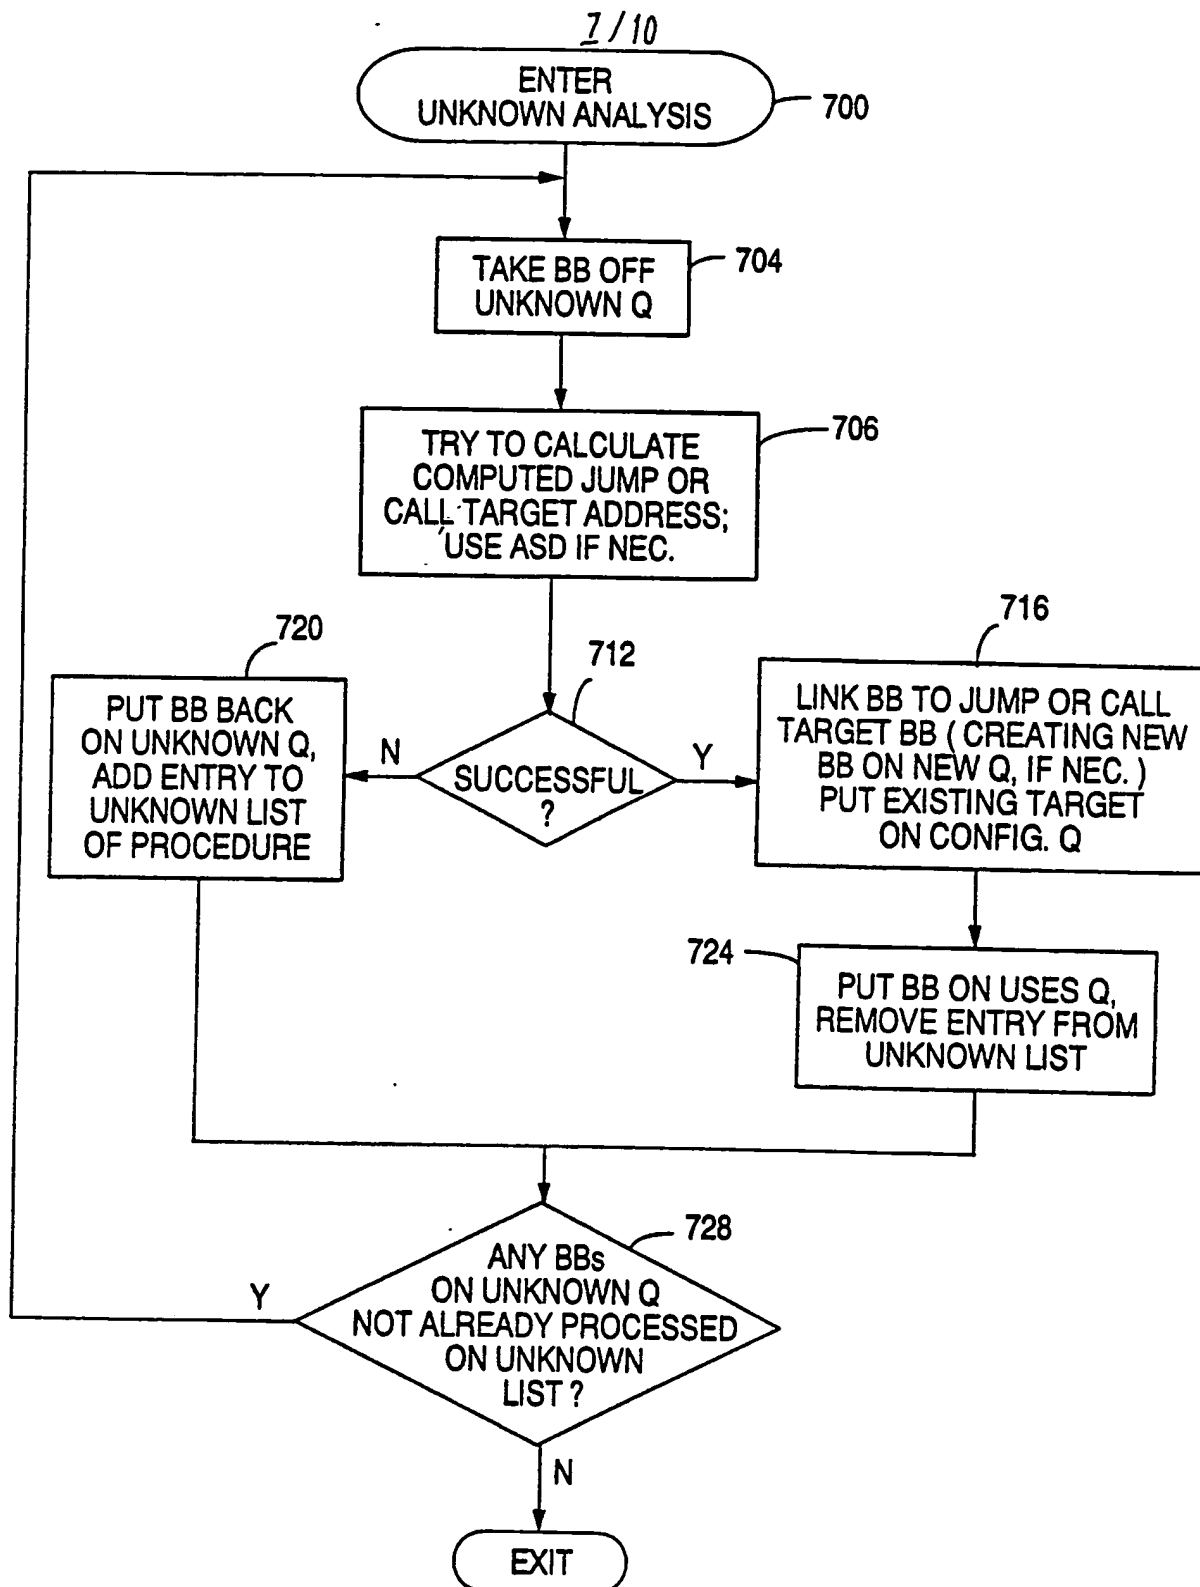 7/10
ENTER
UNKNOWN ANALYSIS
700
TAKE BB OFF
UNKNOWN Q
704
TRY TO CALCULATE
COMPUTED JUMP OR
CALL TARGET ADDRESS;
USE ASD IF NEC.
706
712
SUCCESSFUL
?
N
Y
720
PUT BB BACK
ON UNKNOWN Q,
ADD ENTRY TO
UNKNOWN LIST
OF PROCEDURE
716
LINK BB TO JUMP OR CALL
TARGET BB ( CREATING NEW
BB ON NEW Q, IF NEC. )
PUT EXISTING TARGET
ON CONFIG. Q
724
PUT BB ON USES Q,
REMOVE ENTRY FROM
UNKNOWN LIST
728
ANY BBs
ON UNKNOWN Q
NOT ALREADY PROCESSED
ON UNKNOWN
LIST ?
Y
N
EXIT